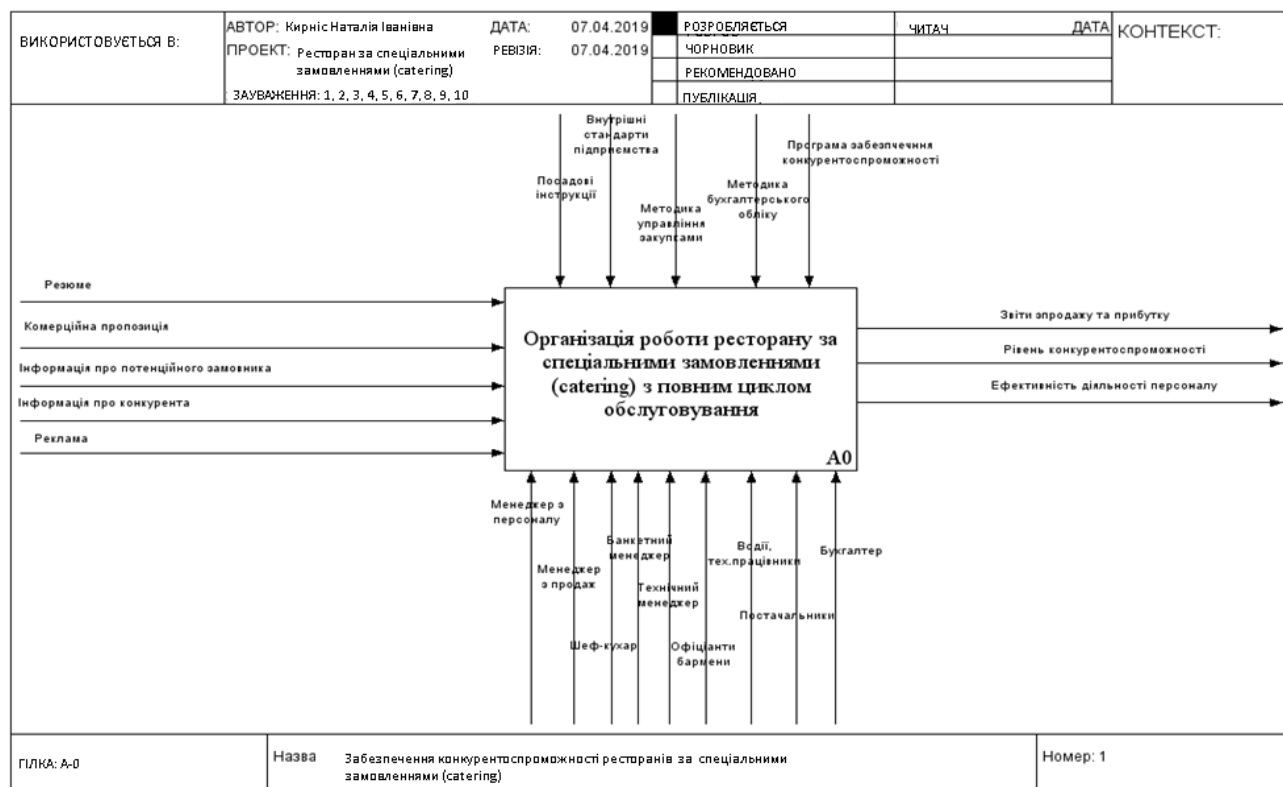 ВИКОРИСТОВУЄТЬСЯ В:
АВТОР: Кирніс Наталія Іванівна
ДАТА: 07.04.2019
ПРОЕКТ: Ресторан за спеціальними
замовленнями (catering)
РЕВІЗІЯ: 07.04.2019
ЗАУВАЖЕННЯ: 1, 2, 3, 4, 5, 6, 7, 8, 9, 10
РОЗРОБЛЯЄТЬСЯ
ЧОРНОВИК
РЕКОМЕНДОВАНО
ПУБЛІКАЦІЯ
ЧИТАЧ
ДАТА
КОНТЕКСТ:
Внутрішні
стандарти
підприємства
Посадові
інструкції
Методика
управління
закупками
Методика
бухгалтерського
обліку
Програма забезпечення
конкурентоспроможності
Резюме
Комерційна пропозиція
Інформація про потенційного замовника
Інформація про конкурента
Реклама
Організація роботи ресторану за
спеціальними замовленнями
(catering) з повним циклом
обслуговування
A0
Звіти зпродажу та прибутку
Рівень конкурентоспроможності
Ефективність діяльності персоналу
Менеджер з
персоналу
Менеджер
з продаж
Шеф-кухар
Банкетний
менеджер
Технічний
менеджер
Офіціанти
бармени
Водії,
тех.працівники
Постачальники
Бухгалтер
ГІЛКА: A-0
Назва
Забезпечення конкурентоспроможності ресторанів за спеціальними
замовленнями (catering)
Номер: 1